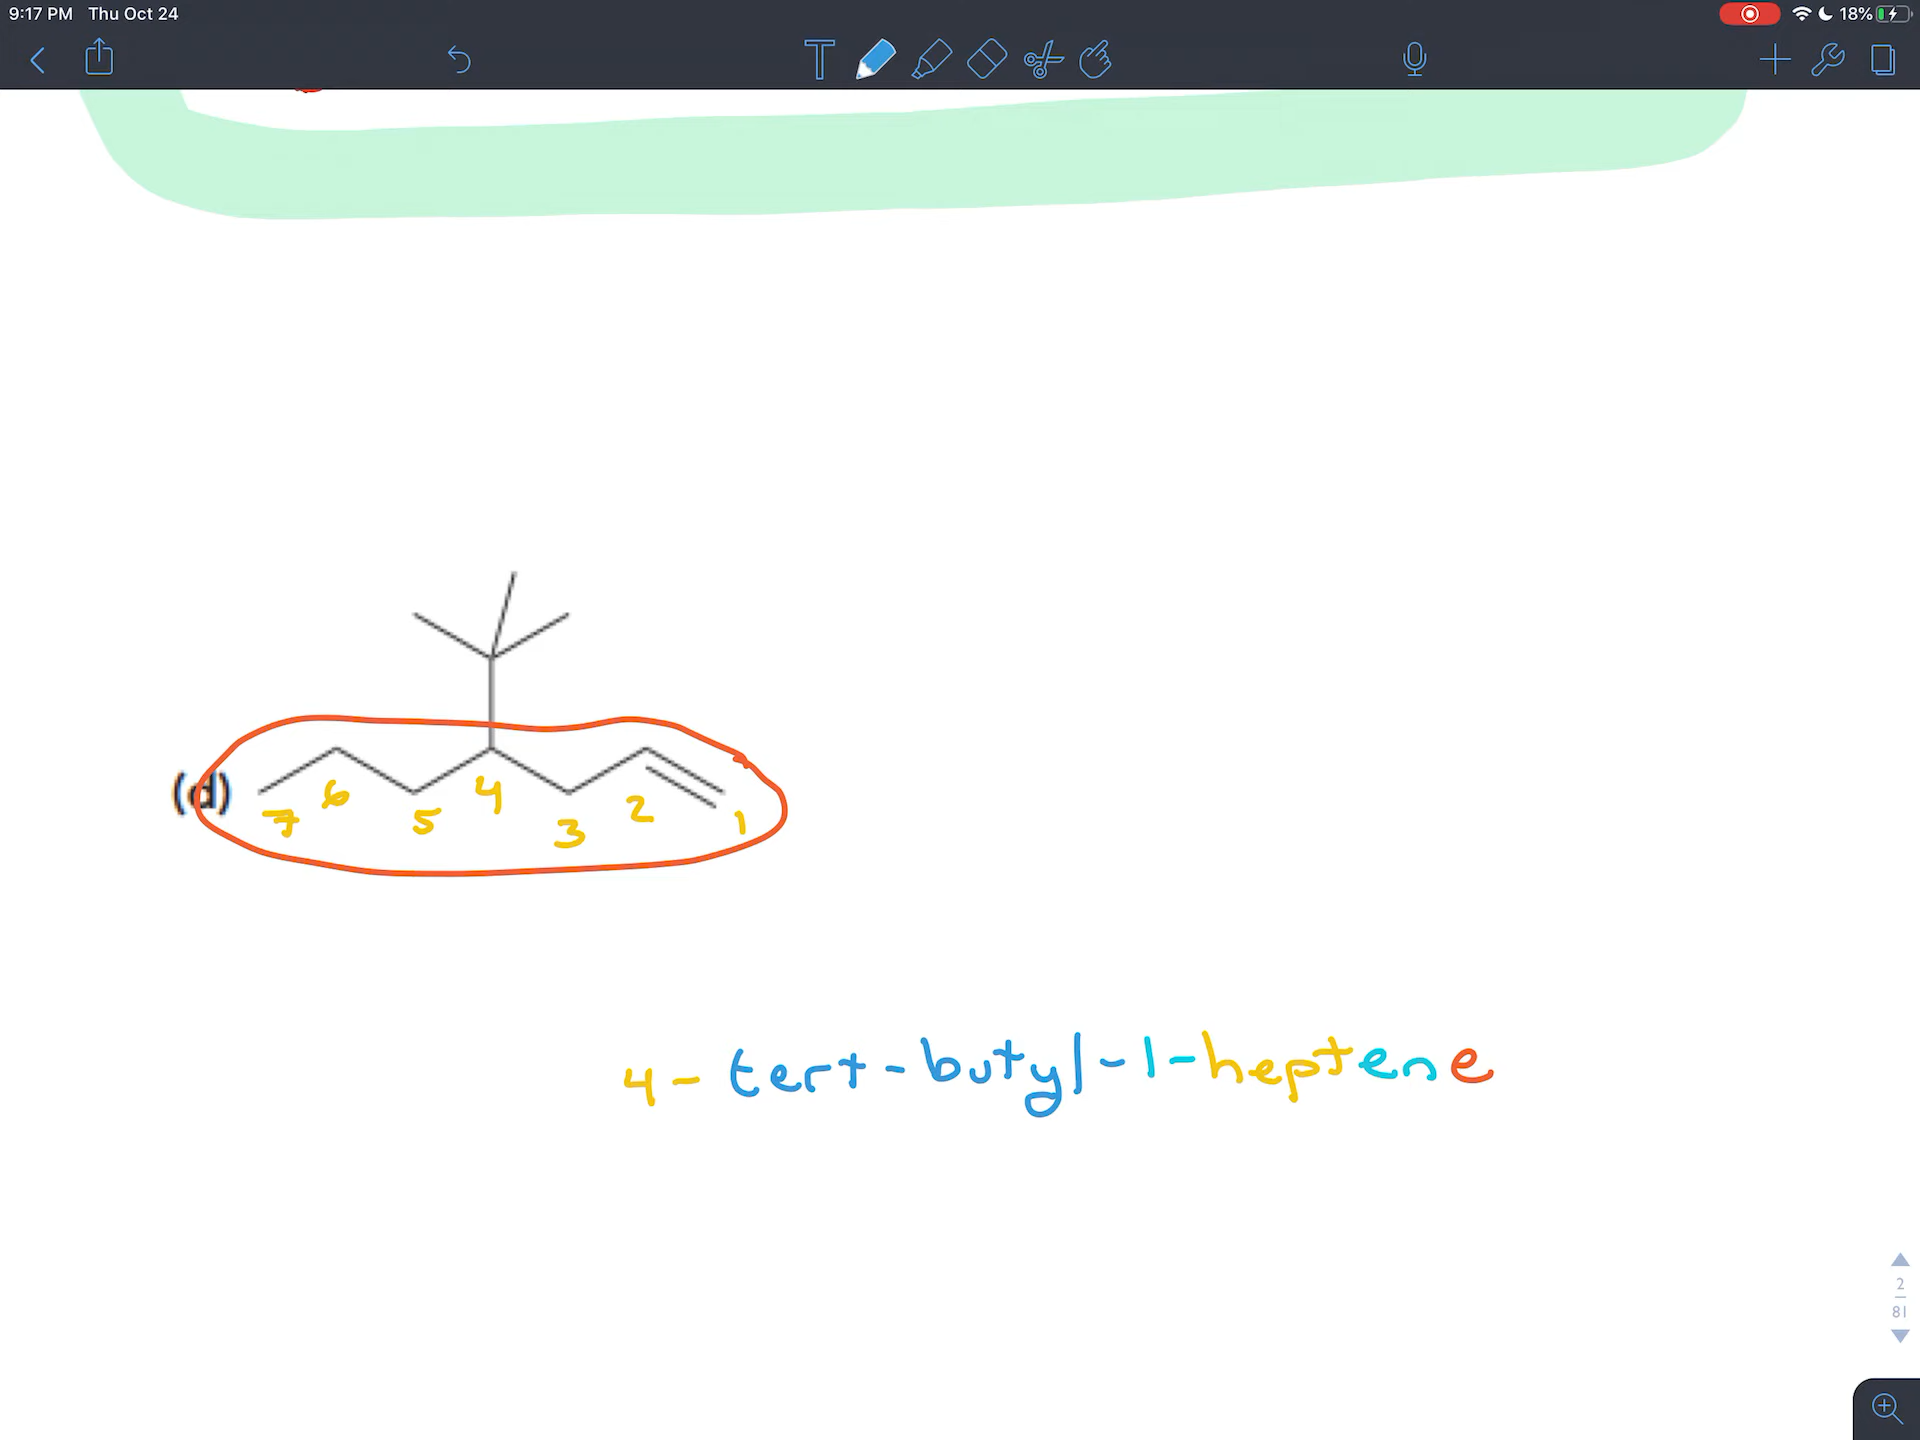 9:17 PM Thu Oct 24
18%
T
(d)
7 6 5 4 3 2 1
4-tert-butyl-1-heptene
2
81